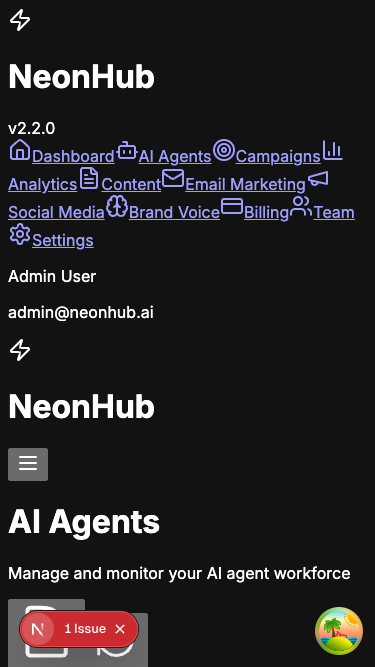 NeonHub
v2.2.0
Dashboard AI Agents Campaigns
Analytics Content Email Marketing
Social Media Brand Voice Billing Team
Settings
Admin User
admin@neonhub.ai
NeonHub
AI Agents
Manage and monitor your AI agent workforce
N 1 Issue